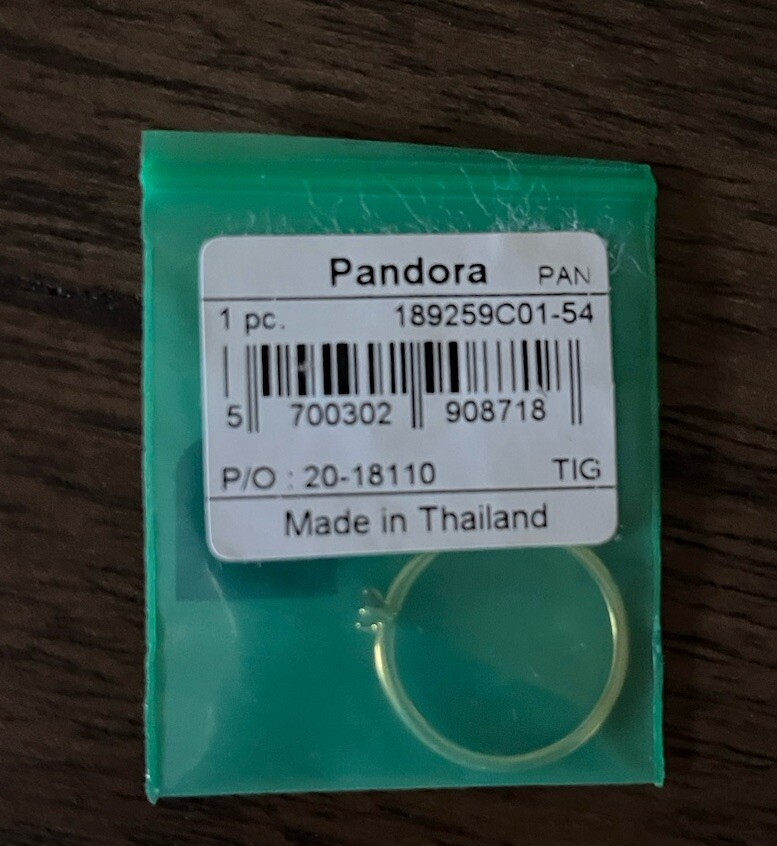 Pandora PAN
1 pc. 189259C01-54
5 700302 908718
P/O : 20-18110 TIG
Made in Thailand